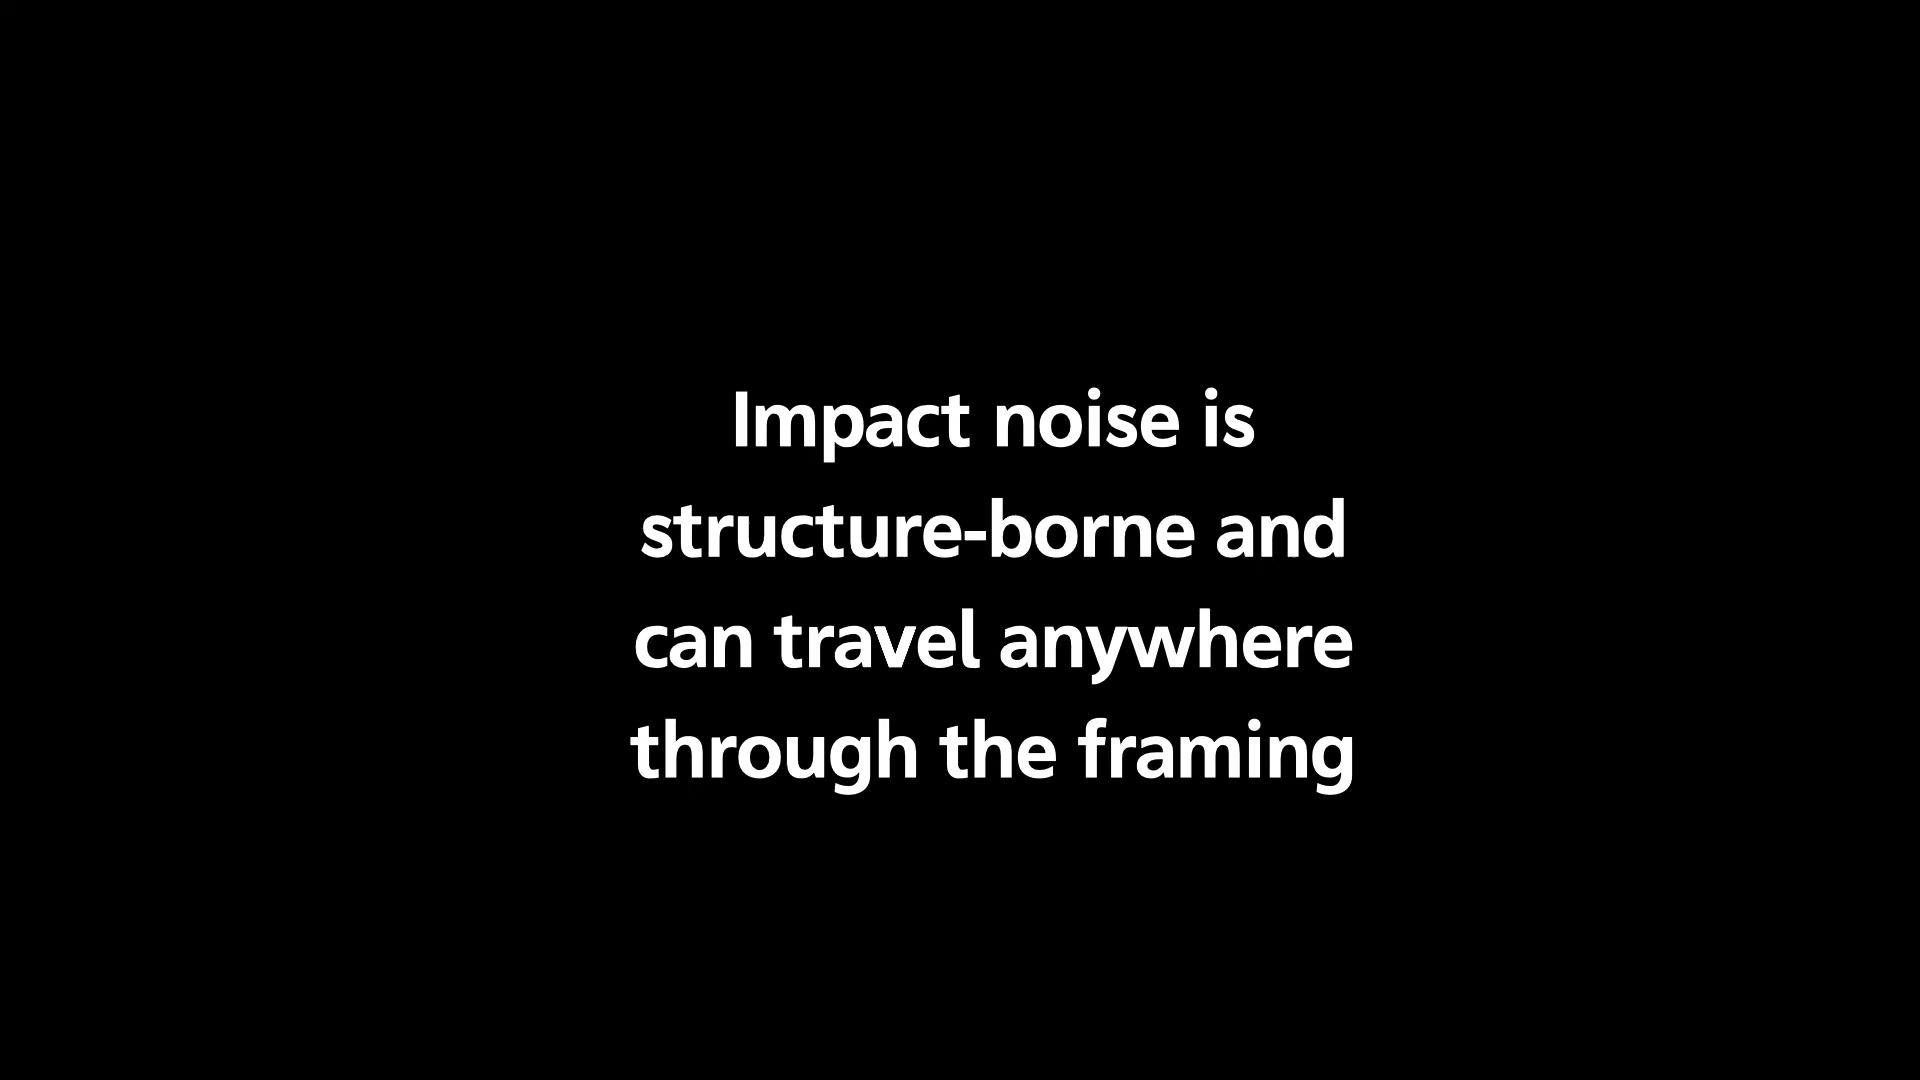 Impact noise is
structure-borne and
can travel anywhere
through the framing